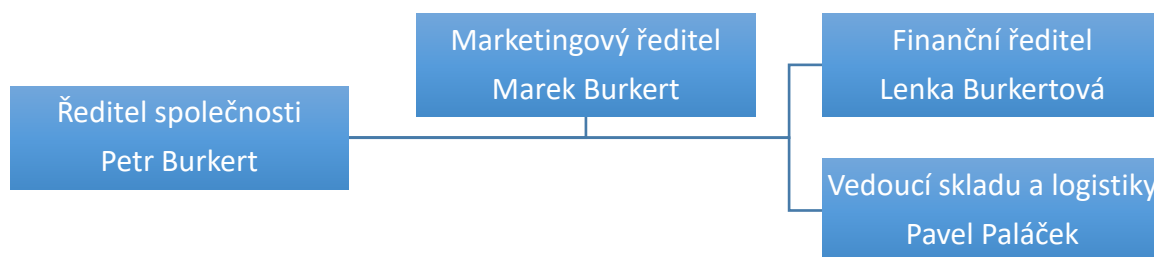 Ředitel společnosti
Petr Burkert
Marketingový ředitel
Marek Burkert
Finanční ředitel
Lenka Burkertová
Vedoucí skladu a logistiky
Pavel Paláček